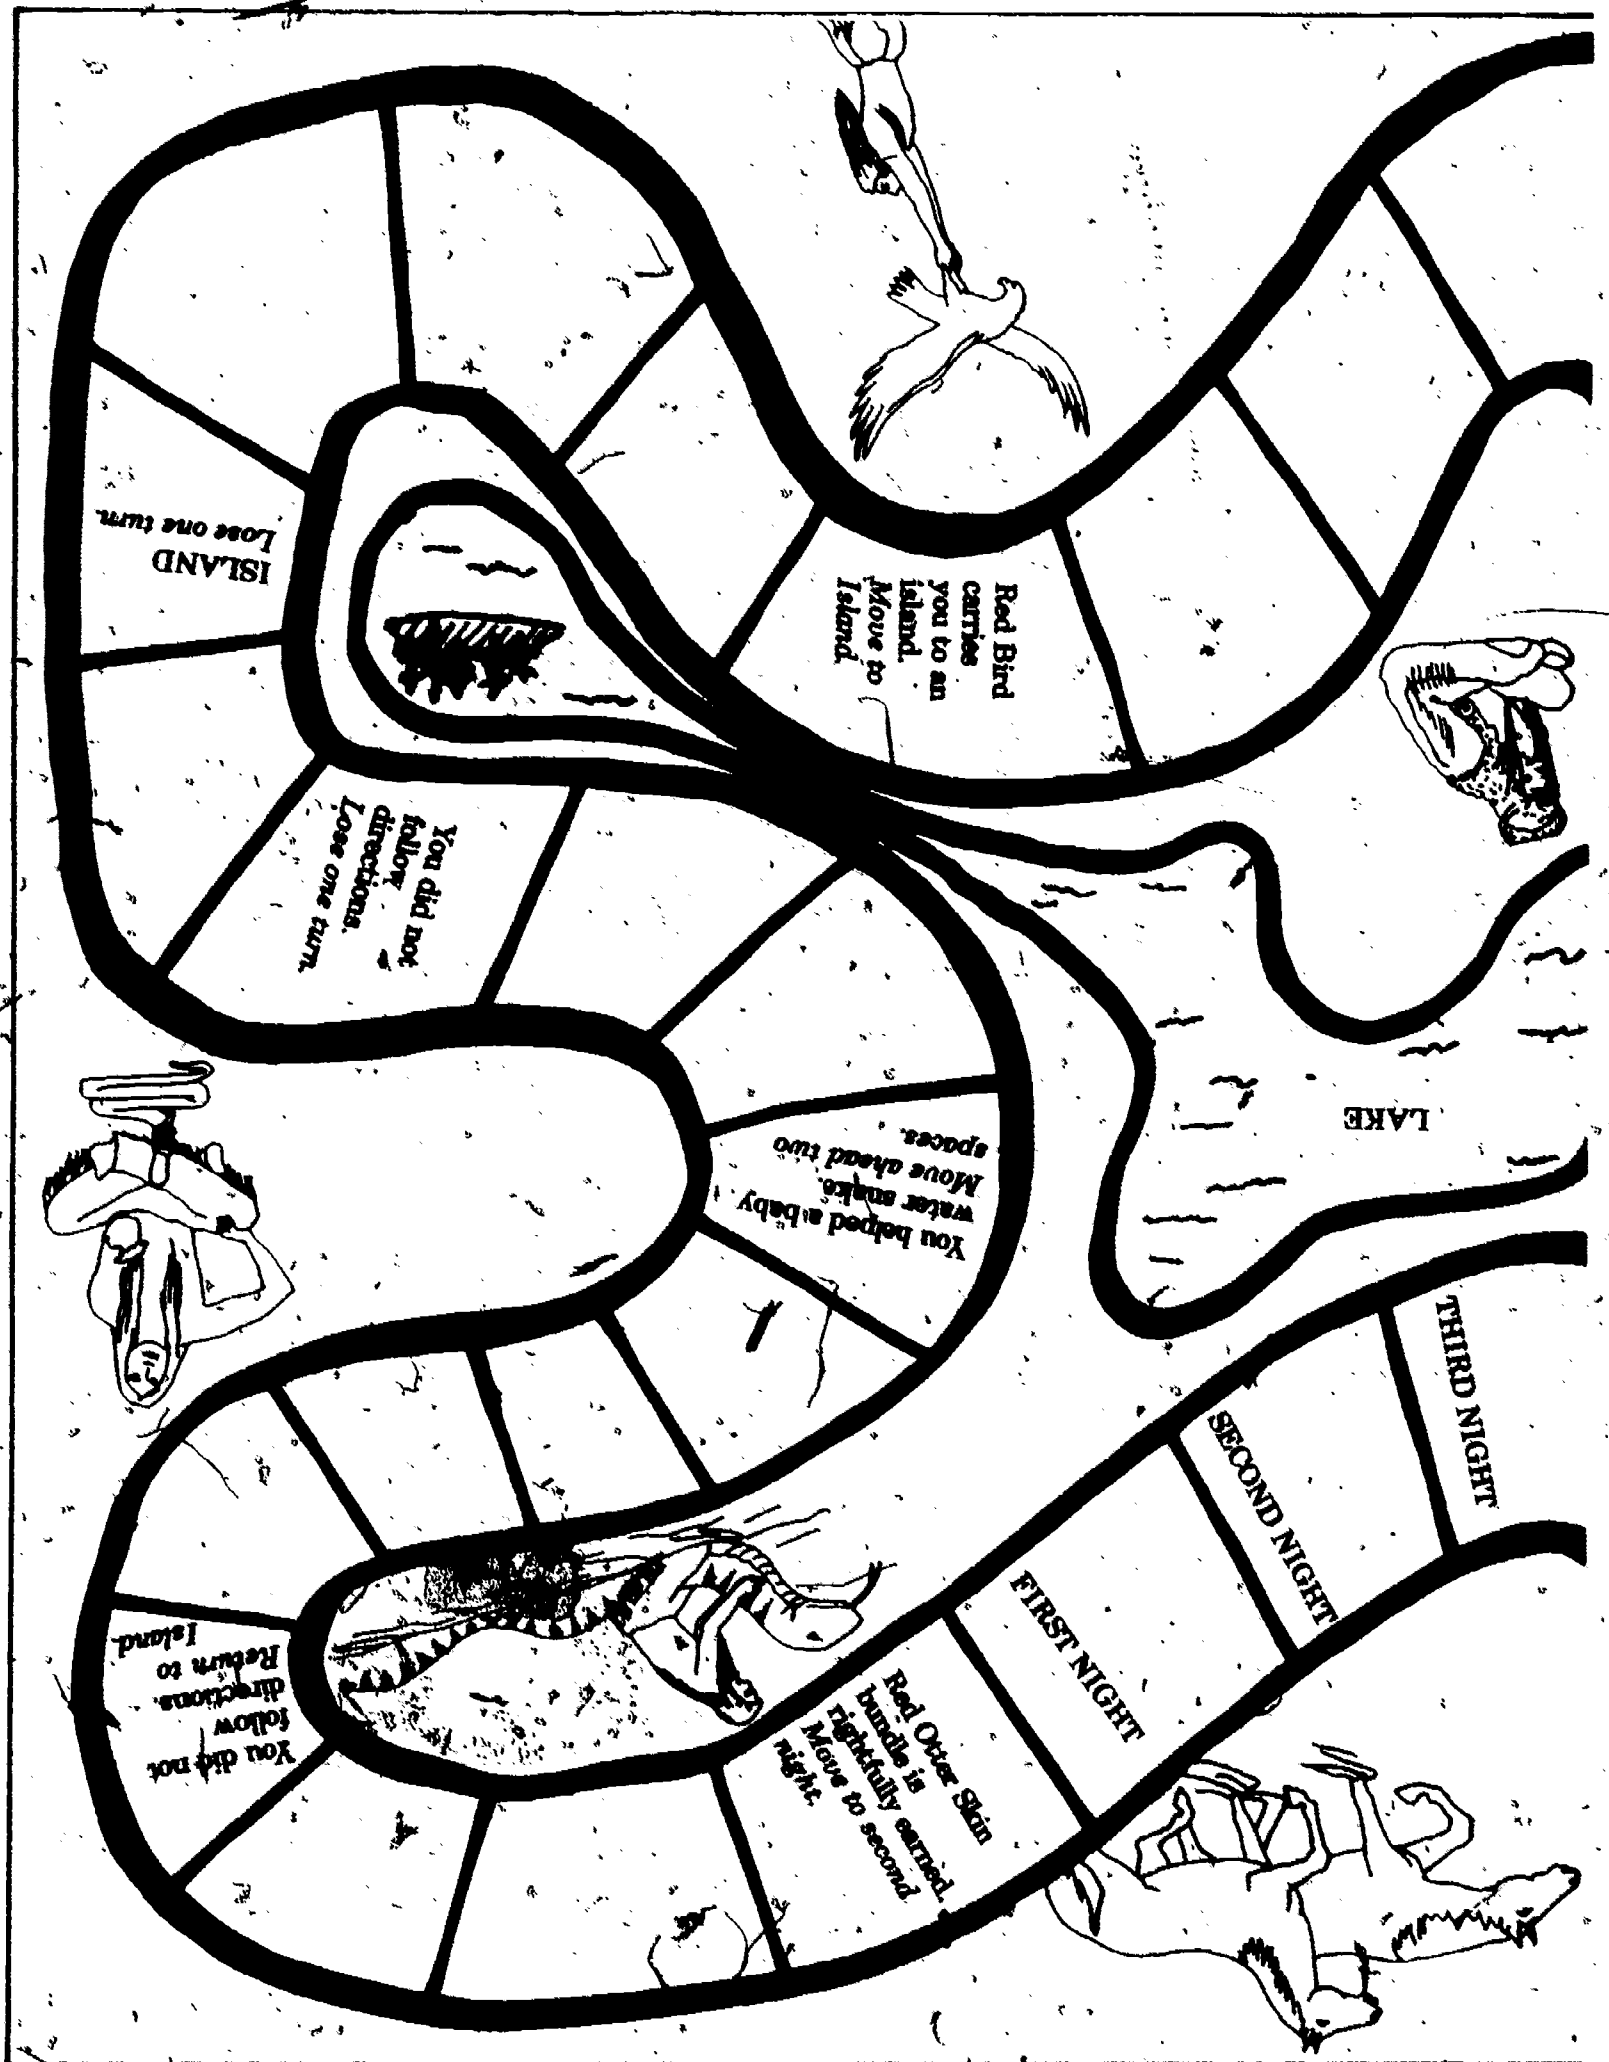 Red Bird
carries
you to an
island.
Move to
Island.
ISLAND
Lose one turn.
You did not
follow
directions.
Lose one turn.
You helped a baby
water snake.
Move ahead two
spaces.
LAKE
You did not
follow
directions.
Return to
Island.
Red Otter Skin
bundle is
rightfully earned.
Move to second
night.
FIRST NIGHT
SECOND NIGHT
THIRD NIGHT